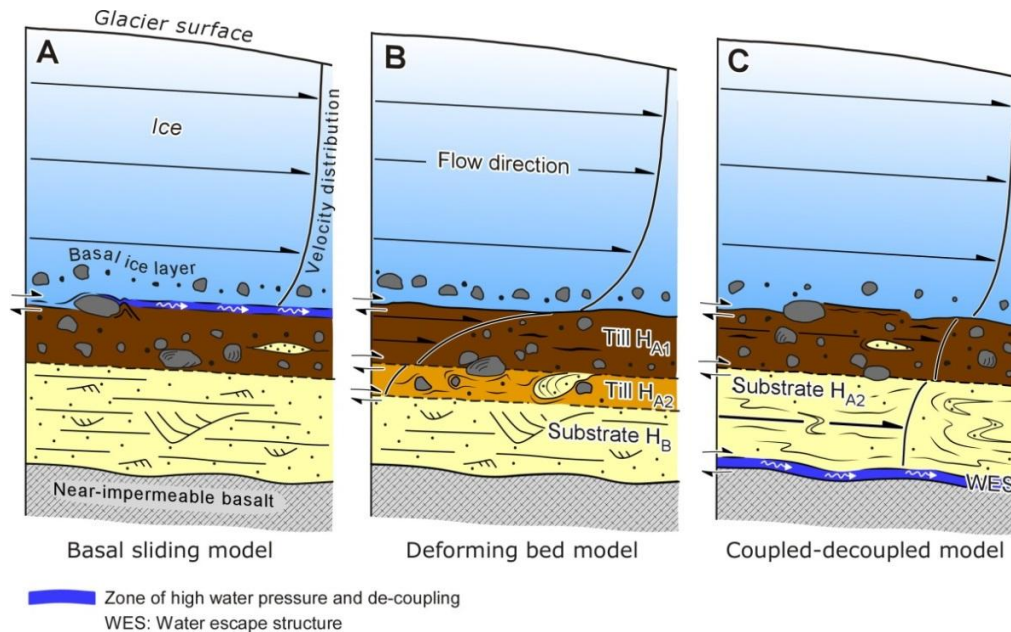 Glacier surface
A
Ice
Velocity distribution
Basal ice layer
Near-impermeable basalt
Basal sliding model
B
Flow direction
Till HA1
Till HA2
Substrate HB
Deforming bed model
C
Substrate HA2
WES
Coupled-decoupled model
Zone of high water pressure and de-coupling
WES: Water escape structure